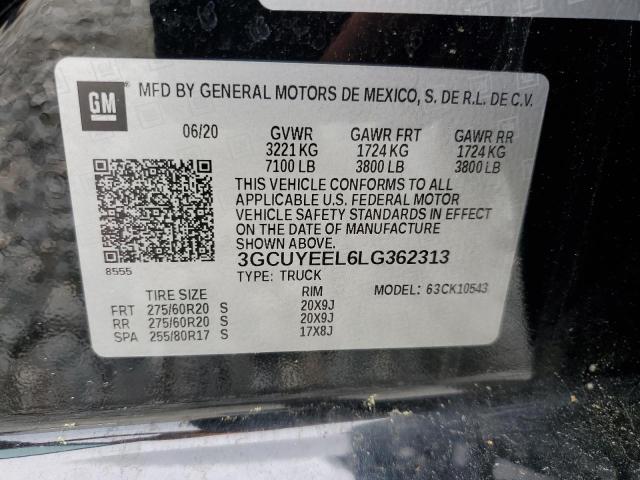 GM
MFD BY GENERAL MOTORS DE MEXICO, S. DE R.L. DE C.V.
06/20 GVWR GAWR FRT GAWR RR
3221 KG 1724 KG 1724 KG
7100 LB 3800 LB 3800 LB
THIS VEHICLE CONFORMS TO ALL
APPLICABLE U.S. FEDERAL MOTOR
VEHICLE SAFETY STANDARDS IN EFFECT
ON THE DATE OF MANUFACTURE
SHOWN ABOVE.
8555 3GCUYEEL6LG362313
TYPE: TRUCK MODEL: 63CK10543
TIRE SIZE RIM
FRT 275/60R20 S 20X9J
RR 275/60R20 S 20X9J
SPA 255/80R17 S 17X8J